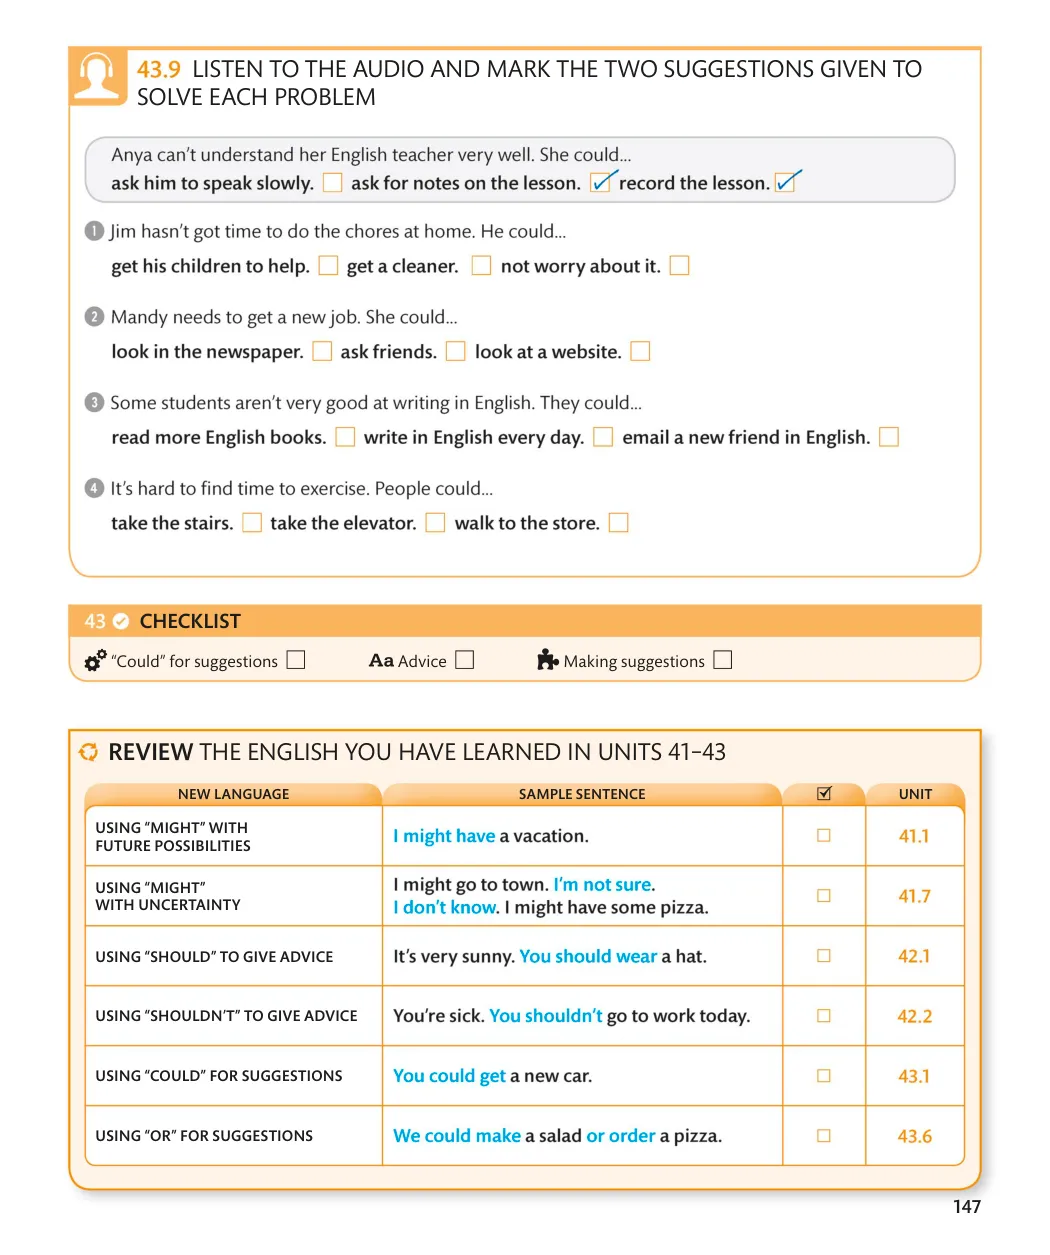 43.9 LISTEN TO THE AUDIO AND MARK THE TWO SUGGESTIONS GIVEN TO
SOLVE EACH PROBLEM
Anya can't understand her English teacher very well. She could...
ask him to speak slowly. ask for notes on the lesson. record the lesson.
1 Jim hasn't got time to do the chores at home. He could...
get his children to help. get a cleaner. not worry about it.
2 Mandy needs to get a new job. She could...
look in the newspaper. ask friends. look at a website.
3 Some students aren't very good at writing in English. They could...
read more English books. write in English every day. email a new friend in English.
4 It's hard to find time to exercise. People could...
take the stairs. take the elevator. walk to the store.
43 CHECKLIST
"Could" for suggestions Aa Advice Making suggestions
REVIEW THE ENGLISH YOU HAVE LEARNED IN UNITS 41–43
NEW LANGUAGE SAMPLE SENTENCE UNIT
USING "MIGHT" WITH
FUTURE POSSIBILITIES
I might have a vacation. 41.1
USING "MIGHT"
WITH UNCERTAINTY
I might go to town. I'm not sure.
I don't know. I might have some pizza.
41.7
USING "SHOULD" TO GIVE ADVICE It's very sunny. You should wear a hat. 42.1
USING "SHOULDN'T" TO GIVE ADVICE You're sick. You shouldn't go to work today. 42.2
USING "COULD" FOR SUGGESTIONS You could get a new car. 43.1
USING "OR" FOR SUGGESTIONS We could make a salad or order a pizza. 43.6
147